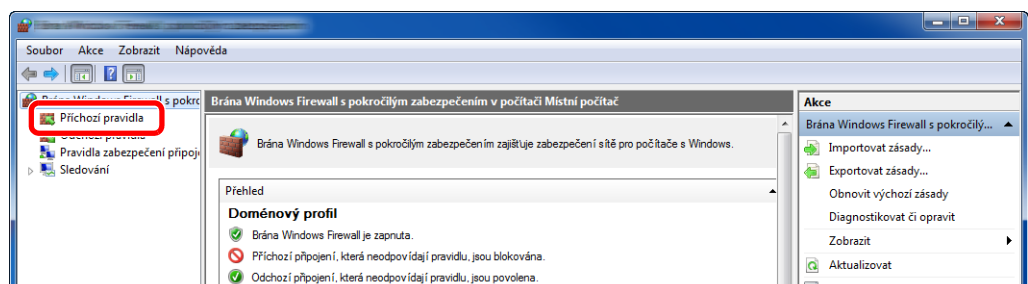 Soubor Akce Zobrazit Nápověda
Příchozí pravidla
Pravidla zabezpečení připoje
Sledování
Brána Windows Firewall s pokročilým zabezpečením v počítači Místní počítač
Brána Windows Firewall s pokročilým zabezpečením zajišťuje zabezpečení sítě pro počítače s Windows.
Přehled
Doménový profil
Brána Windows Firewall je zapnuta.
Příchozí připojení, která neodpovídají pravidlu, jsou blokována.
Odchozí připojení, která neodpovídají pravidlu, jsou povolena.
Akce
Brána Windows Firewall s pokročilý...
Importovat zásady...
Exportovat zásady...
Obnovit výchozí zásady
Diagnostikovat či opravit
Zobrazit
Aktualizovat